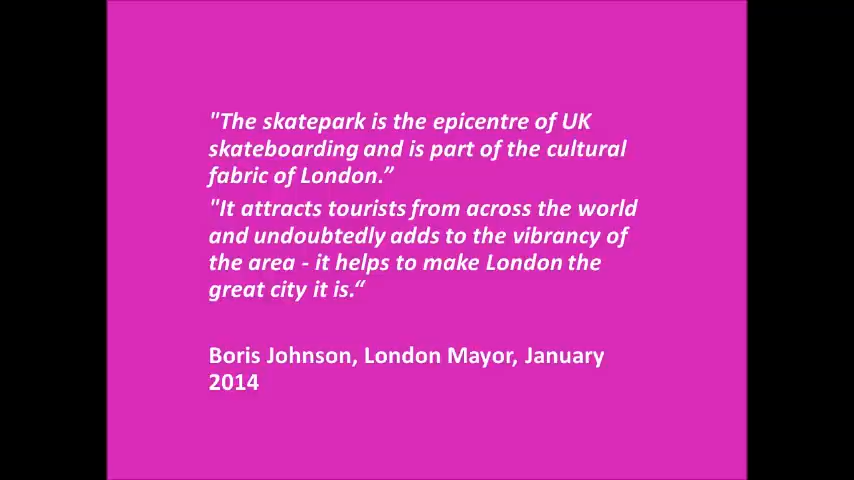 "The skatepark is the epicentre of UK
skateboarding and is part of the cultural
fabric of London.”
"It attracts tourists from across the world
and undoubtedly adds to the vibrancy of
the area - it helps to make London the
great city it is.“
Boris Johnson, London Mayor, January
2014